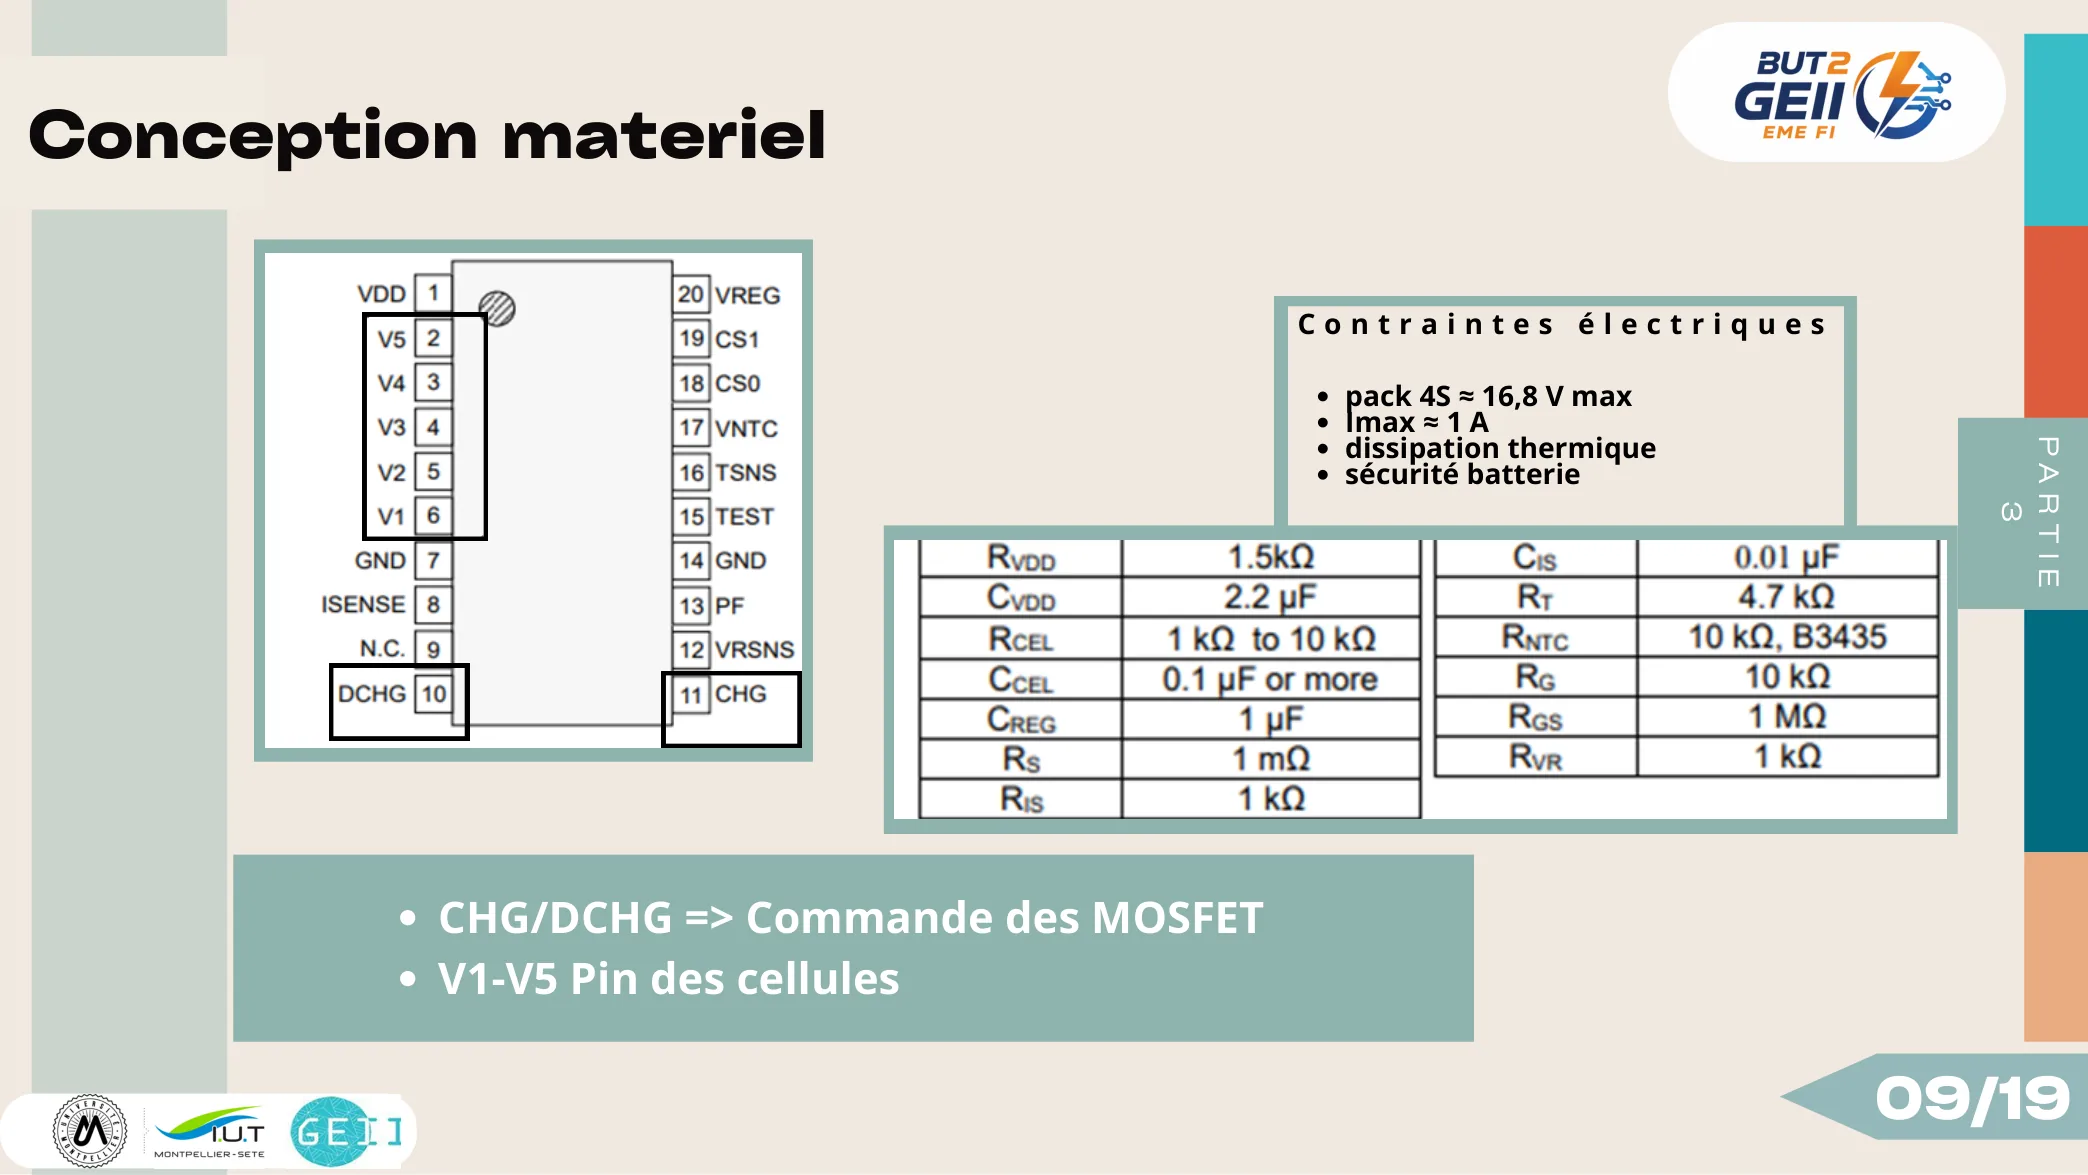 BUT2
GEII
EME FI
Conception materiel
VDD 1
V5 2
V4 3
V3 4
V2 5
V1 6
GND 7
ISENSE 8
N.C. 9
DCHG 10
20 VREG
19 CS1
18 CS0
17 VNTC
16 TSNS
15 TEST
14 GND
13 PF
12 VRSNS
11 CHG
Contraintes électriques
• pack 4S ≈ 16,8 V max
• Imax ≈ 1 A
• dissipation thermique
• sécurité batterie
PARTIE
3
RVDD 1.5kΩ
CVDD 2.2 µF
RCEL 1 kΩ to 10 kΩ
CCEL 0.1 µF or more
CREG 1 µF
RS 1 mΩ
RIS 1 kΩ
CIS 0.01 µF
RT 4.7 kΩ
RNTC 10 kΩ, B3435
RG 10 kΩ
RGS 1 MΩ
RVR 1 kΩ
• CHG/DCHG => Commande des MOSFET
• V1-V5 Pin des cellules
UNIVERSITÉ
MONTPELLIER
I.U.T
MONTPELLIER-SETE
GEII
09/19